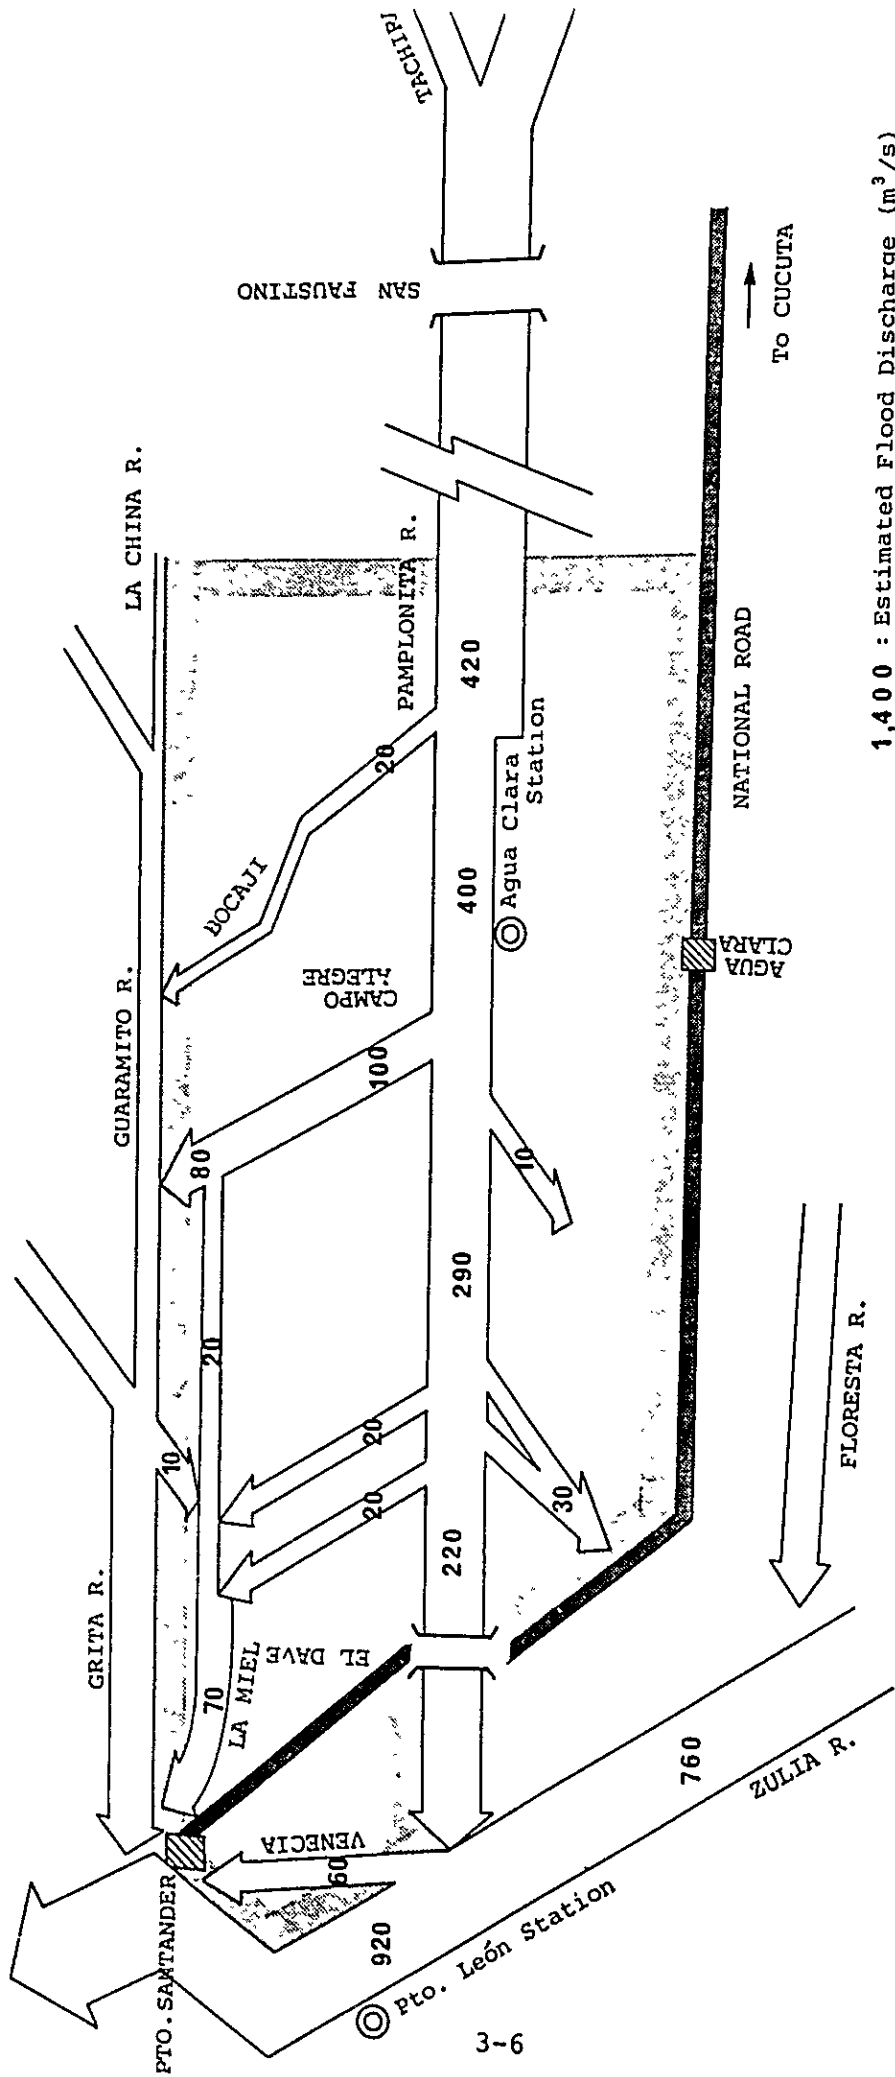 TACHIRA
SAN FAUSTINO
To CUCUTA
1,400 : Estimated Flood Discharge (m³/s)
LA CHINA R.
PAMPLONITA R.
420
20
NATIONAL ROAD
BOCAJI
400
Agua Clara
Station
CAMPO
ALEGRE
AGUA
CLARA
GUARAMITO R.
100
80
10
290
20
FLORESTA R.
20
20
10
30
220
GRITA R.
EL DAVE
LA MIEL
70
760
ZULIA R.
VENECIA
60
PTO. SANTANDER
920
Pto. León Station
3-6